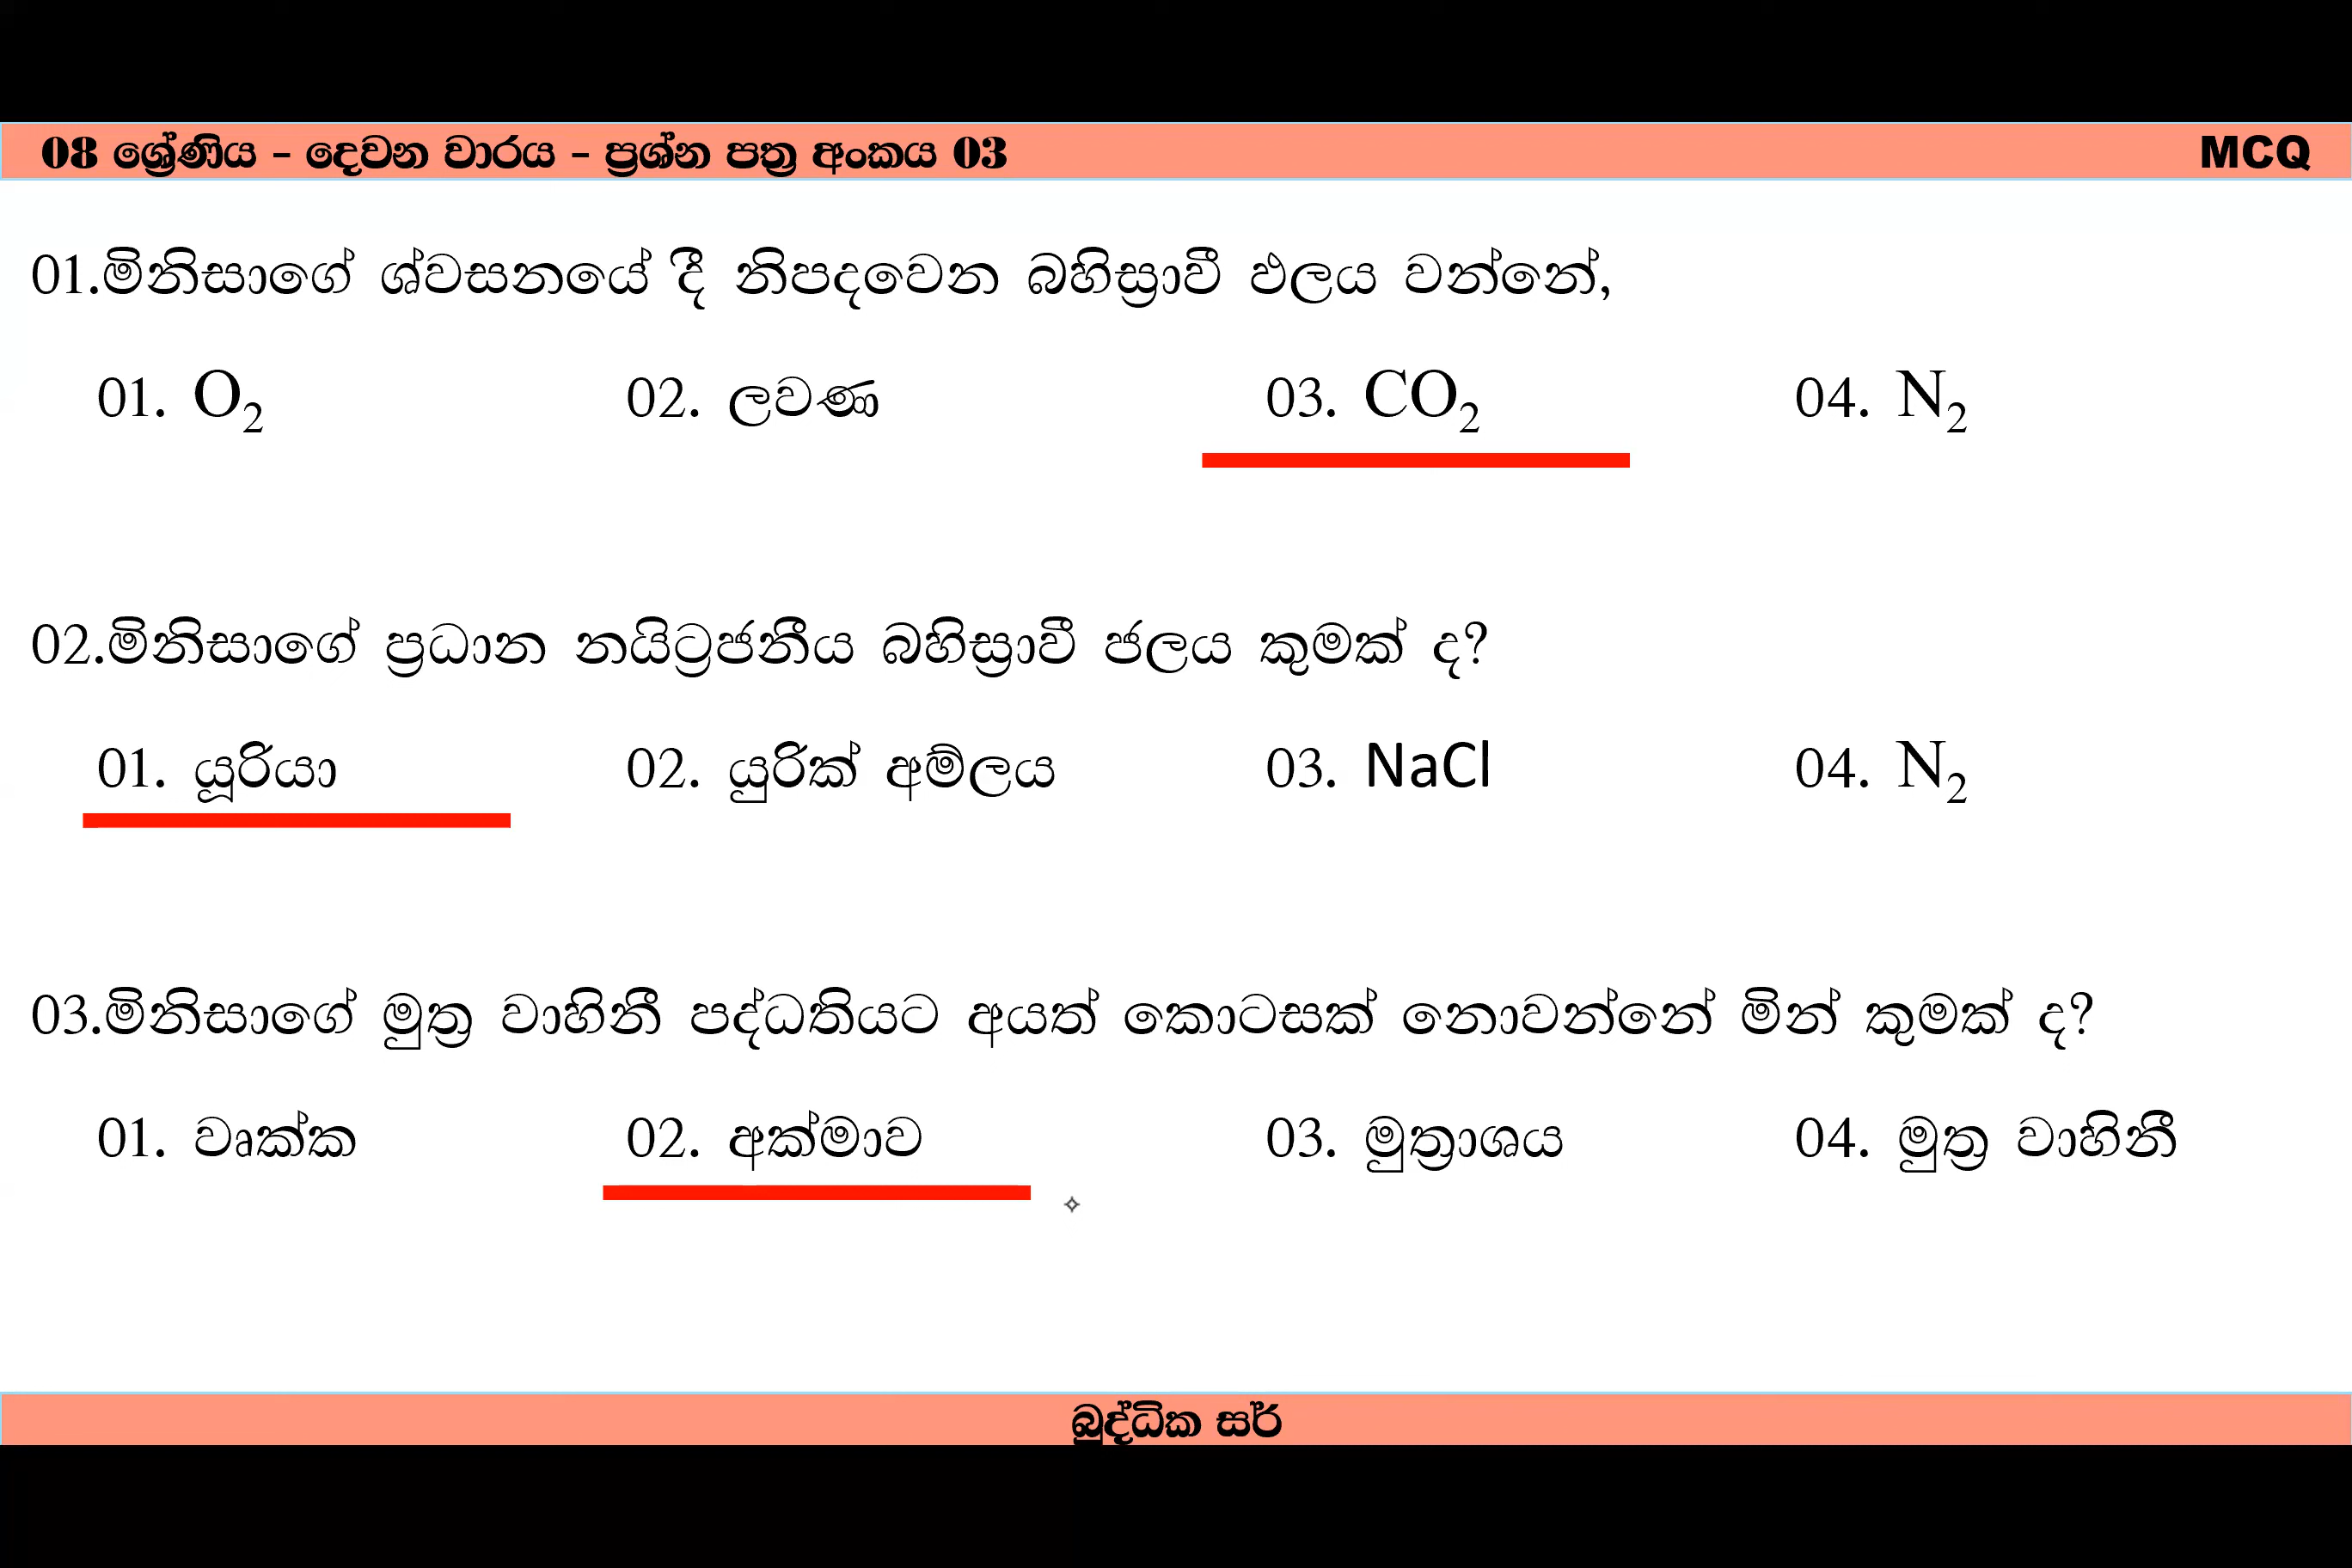 08 ශ්‍රේණිය - දෙවන වාරය - ප්‍රශ්න පත්‍ර අංකය 03 MCQ
01.මිනිසාගේ ශ්වසනයේ දී නිපදවෙන බහිස්‍රාවී ඵලය වන්නේ,
01. O₂ 02. ලවණ 03. CO₂ 04. N₂
02.මිනිසාගේ ප්‍රධාන නයිට්‍රජනීය බහිස්‍රාවී ජලය කුමක් ද?
01. යූරියා 02. යුරික් අම්ලය 03. NaCl 04. N₂
03.මිනිසාගේ මුත්‍ර වාහිනී පද්ධතියට අයත් කොටසක් නොවන්නේ මින් කුමක් ද?
01. වෘක්ක 02. අක්මාව 03. මුත්‍රාශය 04. මුත්‍ර වාහිනී
බුද්ධික සර්